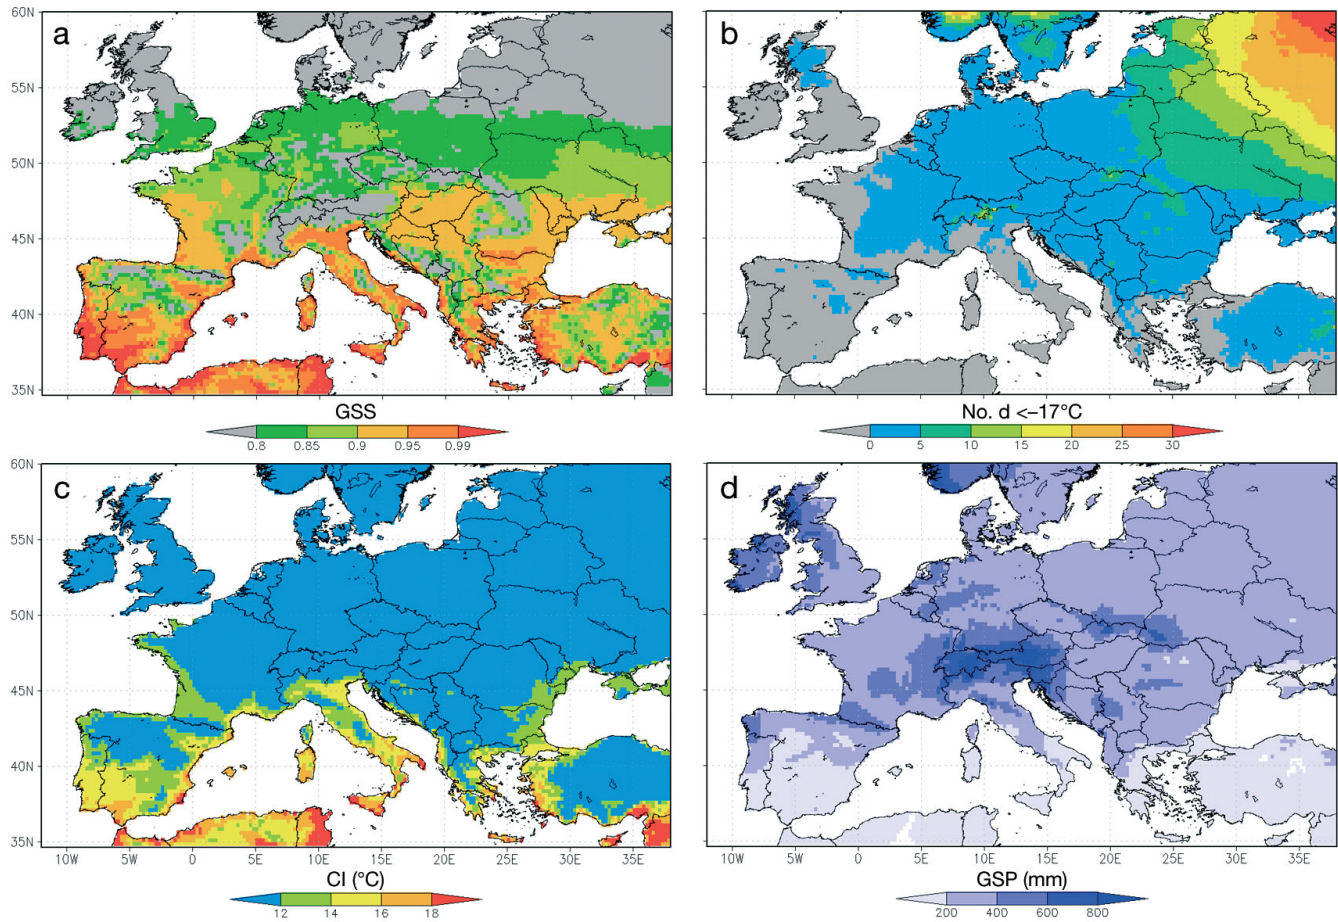 60N
a
b
55N
50N
45N
40N
35N
GSS
0.8 0.85 0.9 0.95 0.99
No. d <–17°C
0 5 10 15 20 25 30
60N
c
d
55N
50N
45N
40N
35N
10W 5W 0 5E 10E 15E 20E 25E 30E 35E
10W 5W 0 5E 10E 15E 20E 25E 30E 35E
CI (°C)
12 14 16 18
GSP (mm)
200 400 600 800